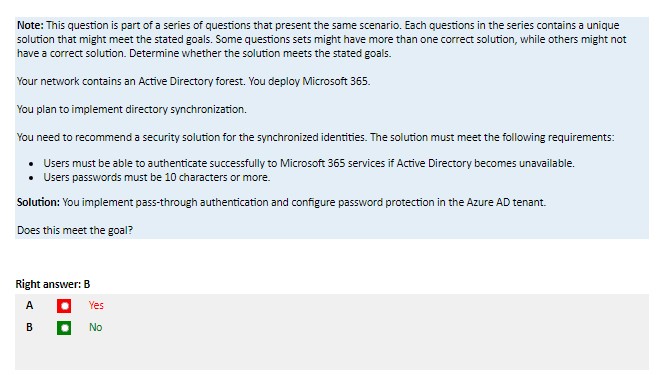 Note: This question is part of a series of questions that present the same scenario. Each questions in the series contains a unique
solution that might meet the stated goals. Some questions sets might have more than one correct solution, while others might not
have a correct solution. Determine whether the solution meets the stated goals.
Your network contains an Active Directory forest. You deploy Microsoft 365.
You plan to implement directory synchronization.
You need to recommend a security solution for the synchronized identities. The solution must meet the following requirements:
• Users must be able to authenticate successfully to Microsoft 365 services if Active Directory becomes unavailable.
• Users passwords must be 10 characters or more.
Solution: You implement pass-through authentication and configure password protection in the Azure AD tenant.
Does this meet the goal?
Right answer: B
A Yes
B No